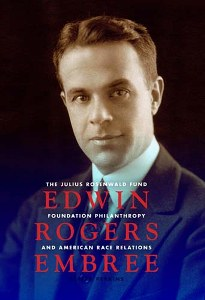 THE JULIUS ROSENWALD FUND
EDWIN
FOUNDATION PHILANTHROPY
ROGERS
AND AMERICAN RACE RELATIONS
EMBREE